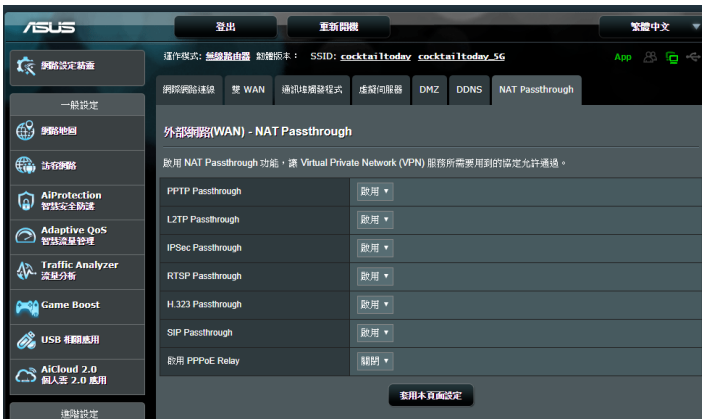 ASUS 登出 重新開機 繁體中文
運作模式: 無線路由器 韌體版本： SSID: cocktailtoday cocktailtoday_5G App
網路設定精靈
一般設定
網路地圖
訪客網路
AiProtection
智慧安全防護
Adaptive QoS
智慧流量管理
Traffic Analyzer
流量分析
Game Boost
USB 相關應用
AiCloud 2.0
個人雲 2.0 應用
進階設定
網際網路連線 雙 WAN 通訊埠觸發程式 虛擬伺服器 DMZ DDNS NAT Passthrough
外部網路(WAN) - NAT Passthrough
啟用 NAT Passthrough 功能，讓 Virtual Private Network (VPN) 服務所需要用到的協定允許通過。
PPTP Passthrough 啟用
L2TP Passthrough 啟用
IPSec Passthrough 啟用
RTSP Passthrough 啟用
H.323 Passthrough 啟用
SIP Passthrough 啟用
啟用 PPPoE Relay 關閉
套用本頁面設定